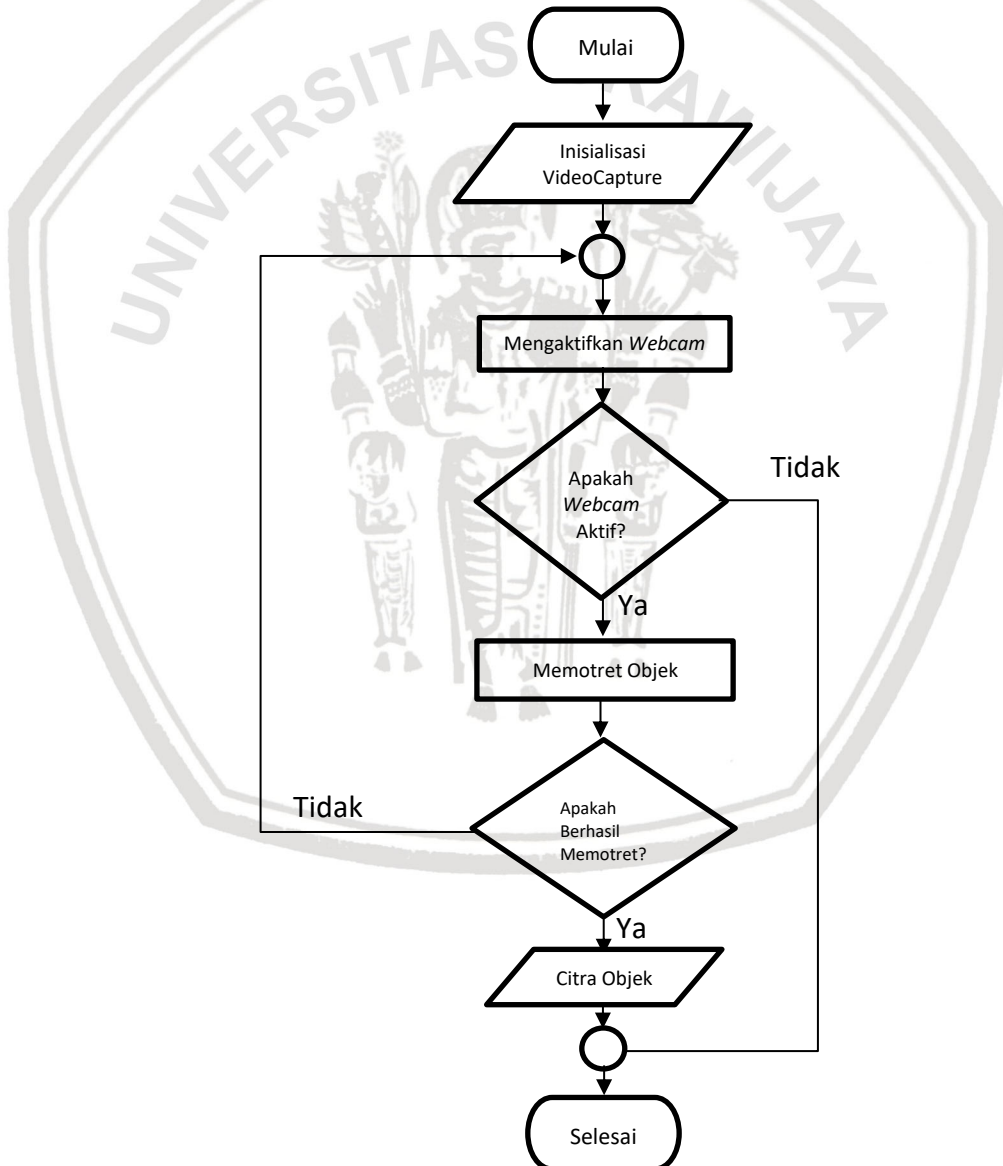 UNIVERSITAS BRAWIJAYA
Mulai
Inisialisasi
VideoCapture
Mengaktifkan Webcam
Apakah
Webcam
Aktif?
Tidak
Ya
Memotret Objek
Tidak
Apakah
Berhasil
Memotret?
Ya
Citra Objek
Selesai